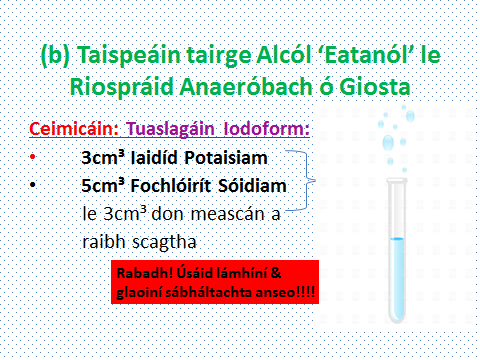 (b) Taispeáin tairge Alcól ‘Eatanól’ le
Riospráid Anaeróbach ó Giosta
Ceimicáin: Tuaslagáin Iodoform:
• 3cm³ Iaidíd Potaisiam
• 5cm³ Fochlóirít Sóidiam
le 3cm³ don meascán a
raibh scagtha
Rabadh! Úsáid lámhíní &
glaoiní sábháltachta anseo!!!!